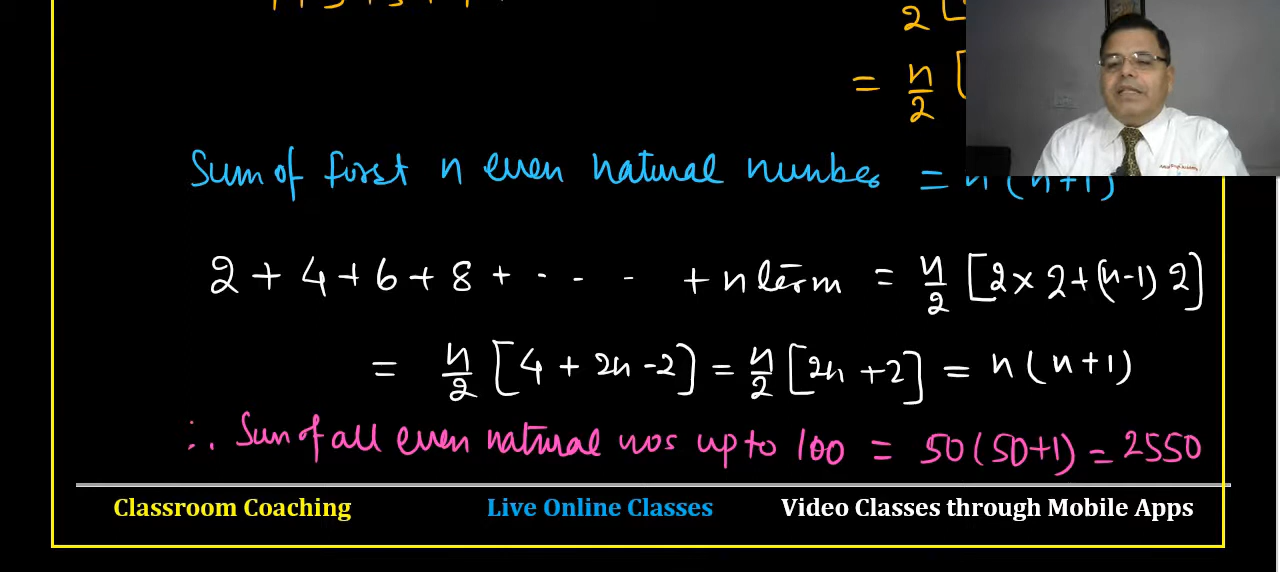 n/2 [
= n/2 [
Sum of first n even natural number = n(n+1)
2 + 4 + 6 + 8 + . . . . + n term = n/2 [2 × 2 + (n-1) 2]
= n/2 [4 + 2n - 2] = n/2 [2n + 2] = n(n+1)
∴ Sum of all even natural nos up to 100 = 50(50+1) = 2550
Classroom Coaching Live Online Classes Video Classes through Mobile Apps